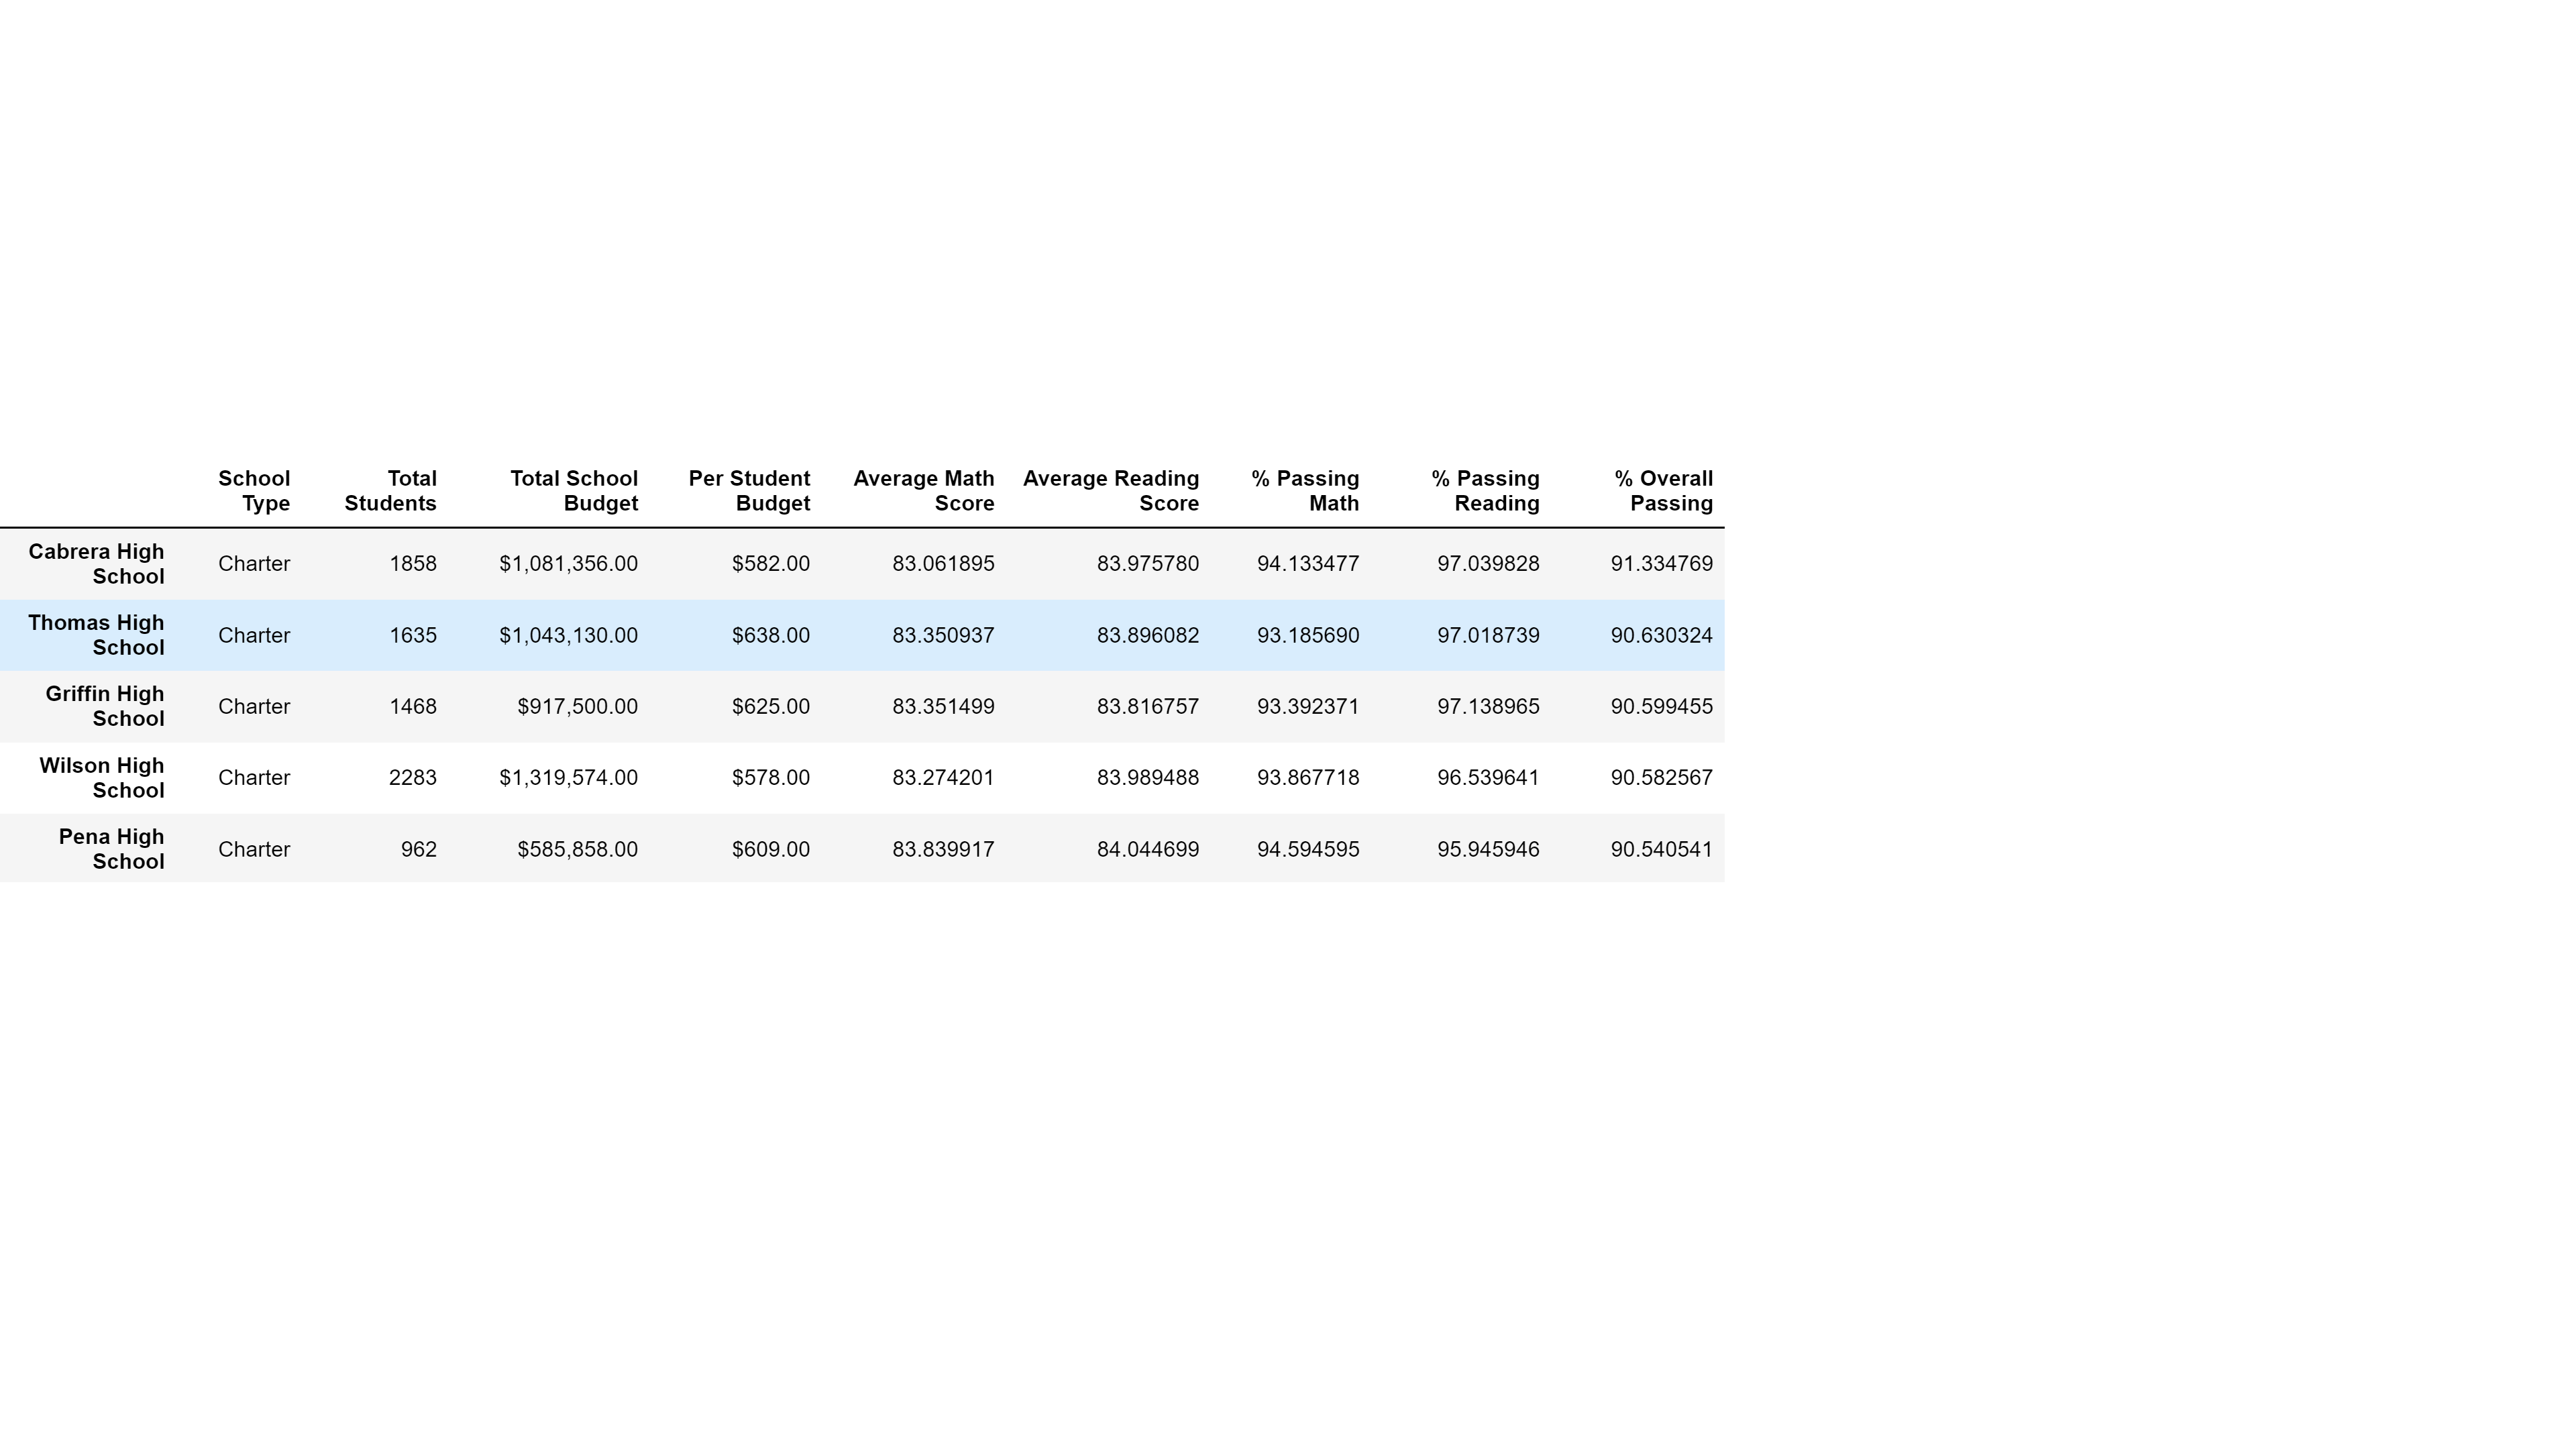 School Type Total Students Total School Budget Per Student Budget Average Math Score Average Reading Score % Passing Math % Passing Reading % Overall Passing
Cabrera High School Charter 1858 $1,081,356.00 $582.00 83.061895 83.975780 94.133477 97.039828 91.334769
Thomas High School Charter 1635 $1,043,130.00 $638.00 83.350937 83.896082 93.185690 97.018739 90.630324
Griffin High School Charter 1468 $917,500.00 $625.00 83.351499 83.816757 93.392371 97.138965 90.599455
Wilson High School Charter 2283 $1,319,574.00 $578.00 83.274201 83.989488 93.867718 96.539641 90.582567
Pena High School Charter 962 $585,858.00 $609.00 83.839917 84.044699 94.594595 95.945946 90.540541